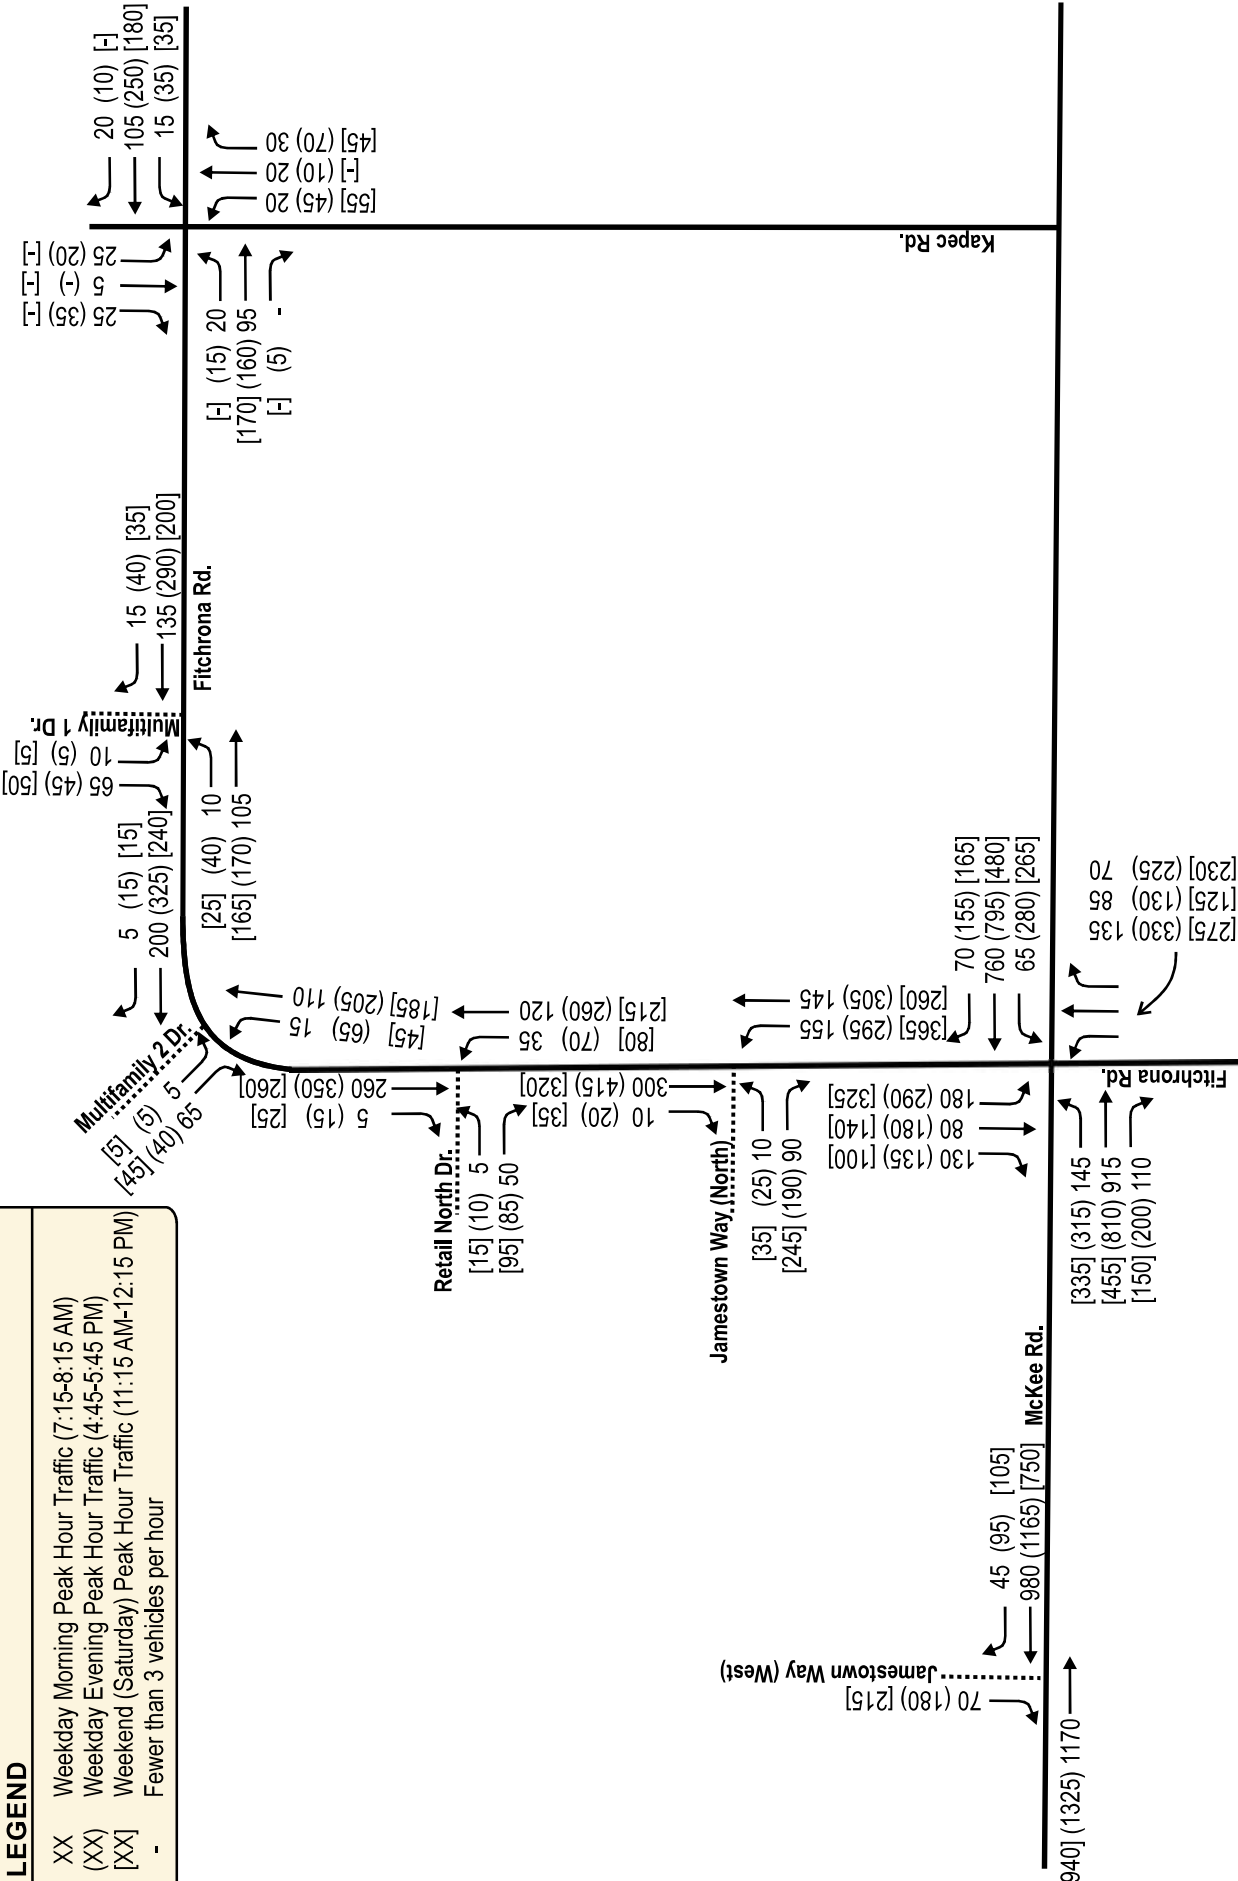 LEGEND
XX Weekday Morning Peak Hour Traffic (7:15-8:15 AM)
(XX) Weekday Evening Peak Hour Traffic (4:45-5:45 PM)
[XX] Weekend (Saturday) Peak Hour Traffic (11:15 AM-12:15 PM)
- Fewer than 3 vehicles per hour
20 (10) [-]
105 (250) [180]
15 (35) [35]
[45] (70) 30
[-] (10) 20
[55] (45) 20
Kapec Rd.
25 (20) [-]
5 (-) [-]
25 (35) [-]
[-] (15) 20
[170] (160) 95
[-] (5) -
15 (40) [35]
135 (290) [200]
Fitchrona Rd.
Multifamily 1 Dr.
10 (5) [5]
65 (45) [50]
[25] (40) 10
[165] (170) 105
5 (15) [15]
200 (325) [240]
Multifamily 2 Dr.
[5] (5) 5
[45] (40) 65
[185] (205) 110
[45] (65) 15
260 (350) [260]
5 (15) [25]
Retail North Dr.
[15] (10) 5
[95] (85) 50
[215] (260) 120
[80] (70) 35
300 (415) [320]
10 (20) [35]
Jamestown Way (North)
[35] (25) 10
[245] (190) 90
[260] (305) 145
[365] (295) 155
180 (290) [325]
80 (180) [140]
130 (135) [100]
70 (155) [165]
760 (795) [480]
65 (280) [265]
[230] (225) 70
[125] (130) 85
[275] (330) 135
Fitchrona Rd.
[335] (315) 145
[455] (810) 915
[150] (200) 110
McKee Rd.
45 (95) [105]
980 (1165) [750]
Jamestown Way (West)
70 (180) [215]
940] (1325) 1170